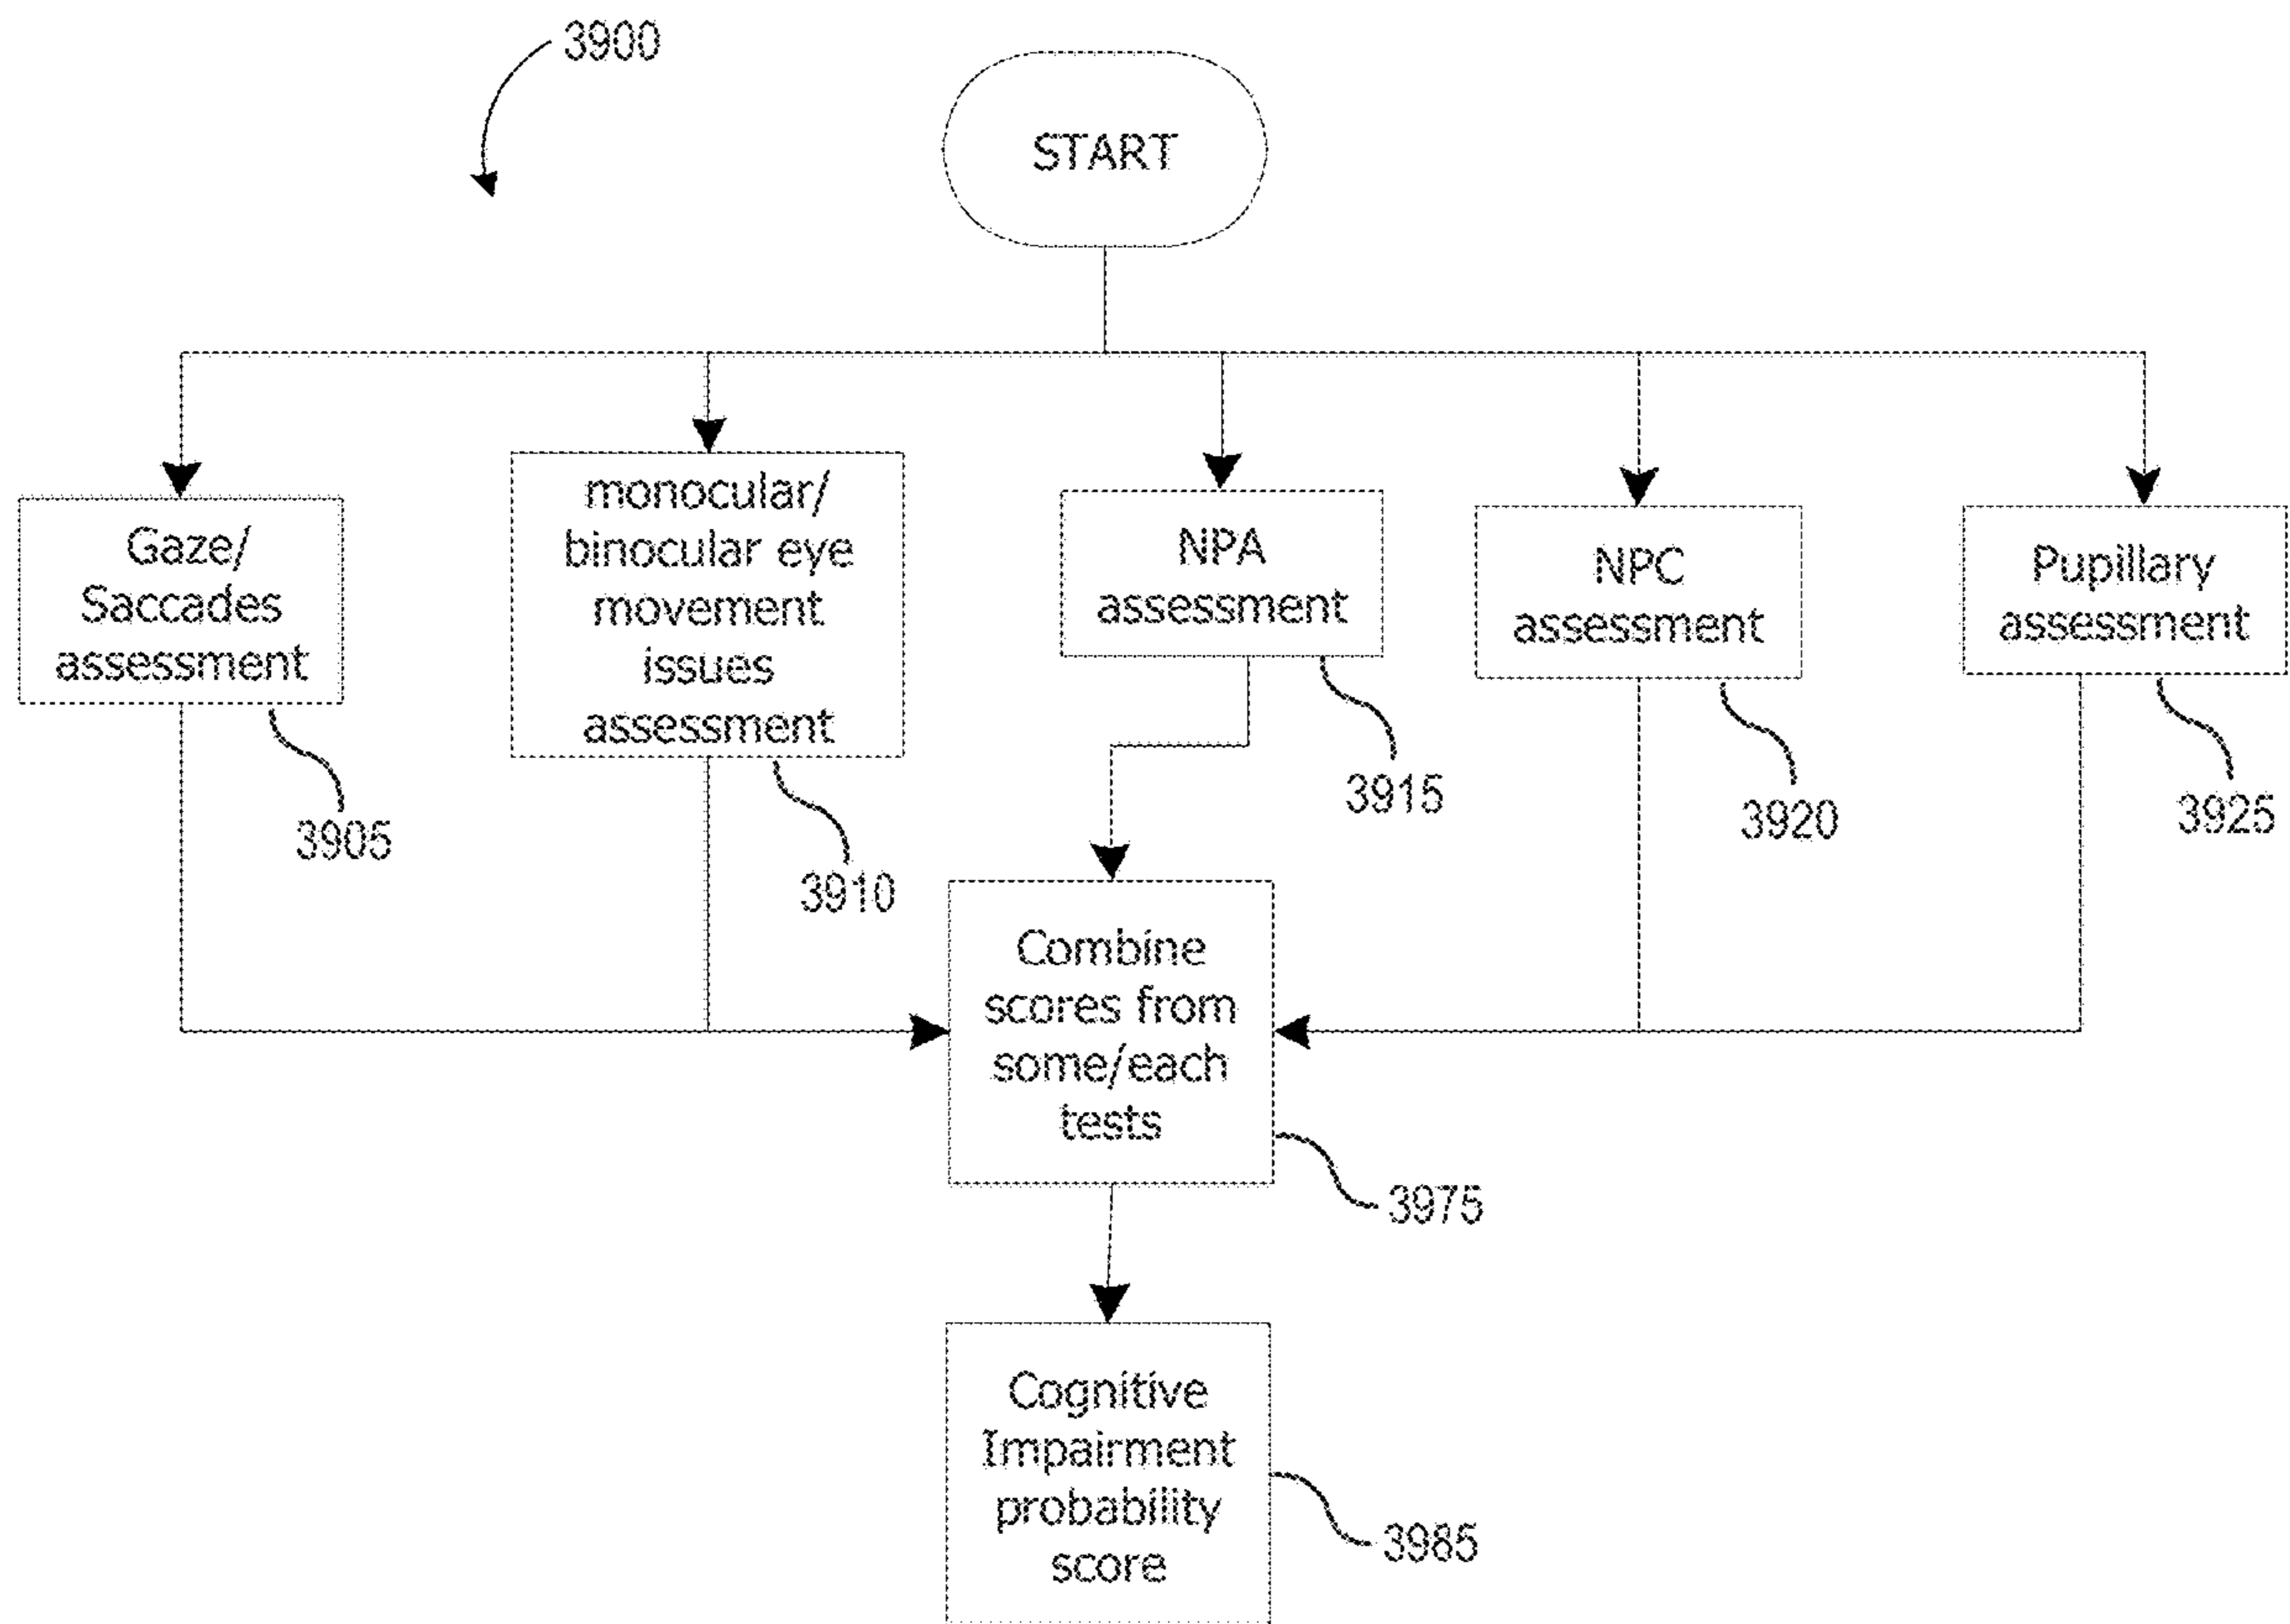 3900
START
Gaze/
Saccades
assessment
3905
monocular/
binocular eye
movement
issues
assessment
3910
NPA
assessment
3915
NPC
assessment
3920
Pupillary
assessment
3925
Combine
scores from
some/each
tests
3975
Cognitive
Impairment
probability
score
3985